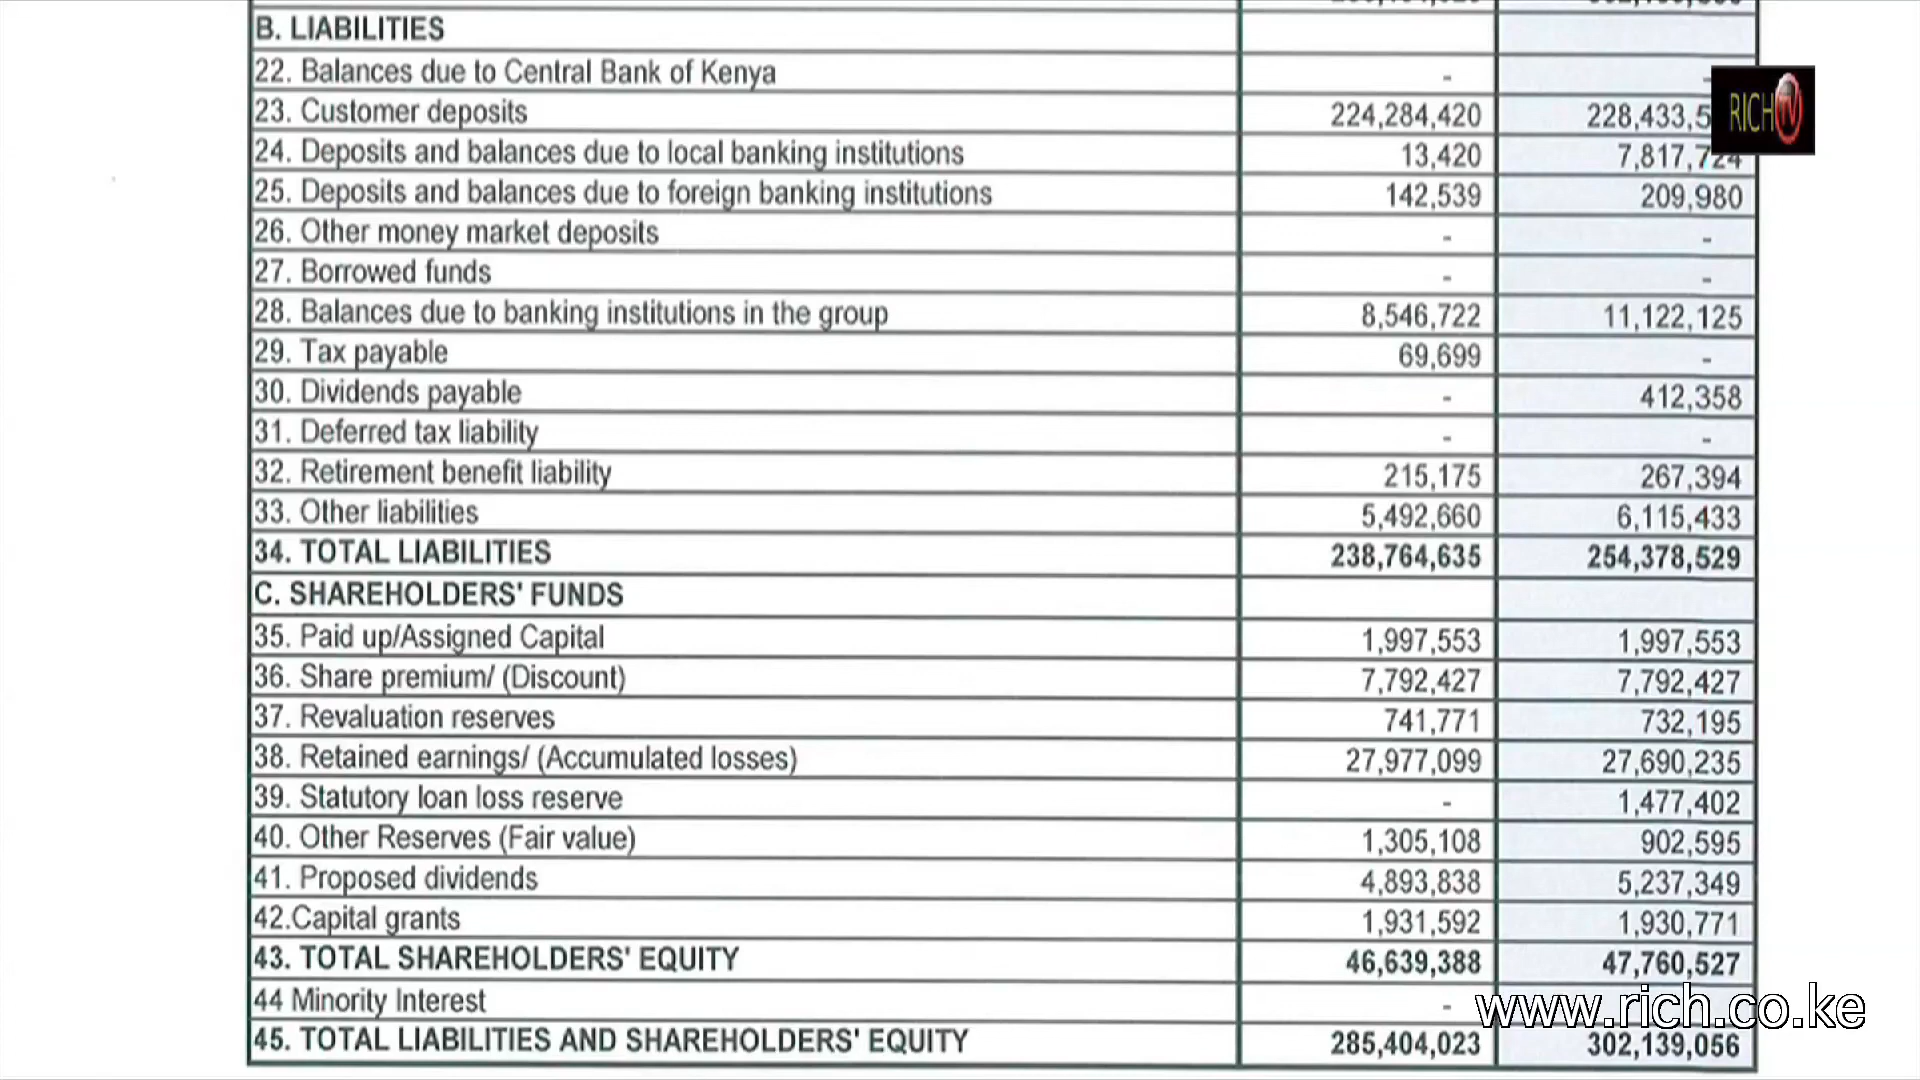 B. LIABILITIES
22. Balances due to Central Bank of Kenya - -
23. Customer deposits 224,284,420 228,433,5
24. Deposits and balances due to local banking institutions 13,420 7,817,724
25. Deposits and balances due to foreign banking institutions 142,539 209,980
26. Other money market deposits - -
27. Borrowed funds - -
28. Balances due to banking institutions in the group 8,546,722 11,122,125
29. Tax payable 69,699 -
30. Dividends payable - 412,358
31. Deferred tax liability - -
32. Retirement benefit liability 215,175 267,394
33. Other liabilities 5,492,660 6,115,433
34. TOTAL LIABILITIES 238,764,635 254,378,529
C. SHAREHOLDERS' FUNDS
35. Paid up/Assigned Capital 1,997,553 1,997,553
36. Share premium/ (Discount) 7,792,427 7,792,427
37. Revaluation reserves 741,771 732,195
38. Retained earnings/ (Accumulated losses) 27,977,099 27,690,235
39. Statutory loan loss reserve - 1,477,402
40. Other Reserves (Fair value) 1,305,108 902,595
41. Proposed dividends 4,893,838 5,237,349
42.Capital grants 1,931,592 1,930,771
43. TOTAL SHAREHOLDERS' EQUITY 46,639,388 47,760,527
44 Minority Interest -
45. TOTAL LIABILITIES AND SHAREHOLDERS' EQUITY 285,404,023 302,139,056
RICH TV
www.rich.co.ke